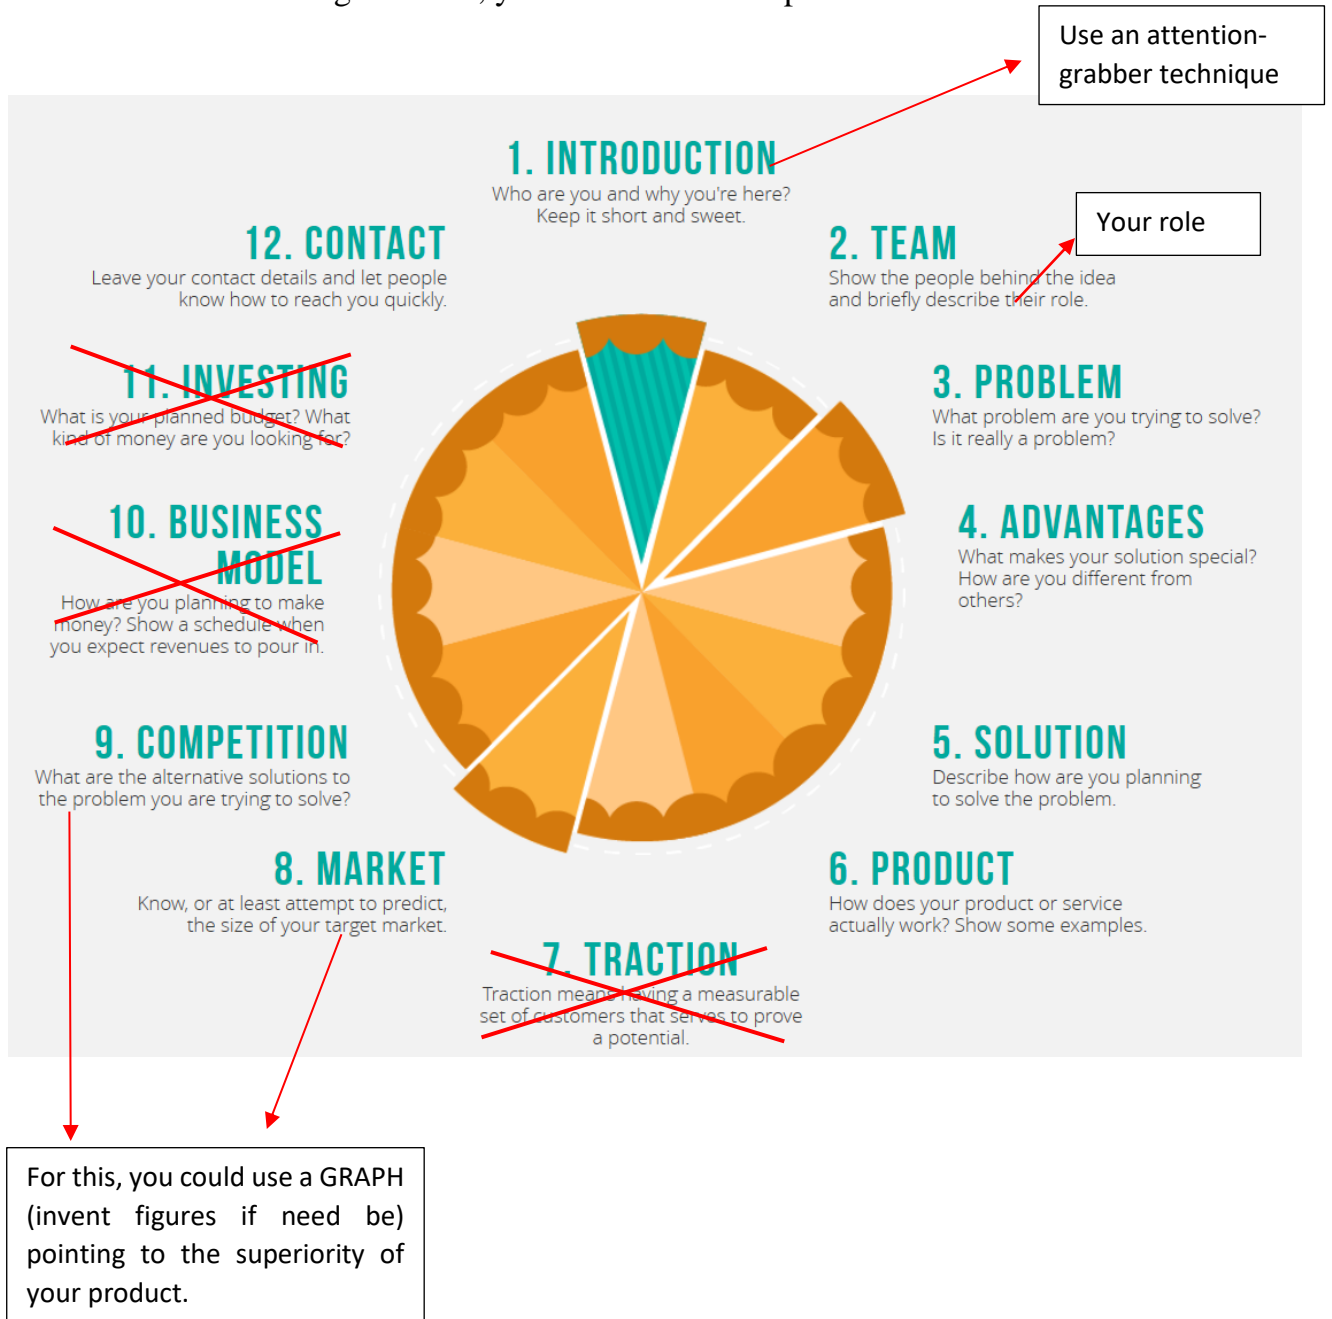 Use an attention-
grabber technique
1. INTRODUCTION
Who are you and why you're here?
Keep it short and sweet.
Your role
2. TEAM
Show the people behind the idea
and briefly describe their role.
3. PROBLEM
What problem are you trying to solve?
Is it really a problem?
4. ADVANTAGES
What makes your solution special?
How are you different from
others?
5. SOLUTION
Describe how are you planning
to solve the problem.
6. PRODUCT
How does your product or service
actually work? Show some examples.
7. TRACTION
Traction means having a measurable
set of customers that serves to prove
a potential.
8. MARKET
Know, or at least attempt to predict,
the size of your target market.
9. COMPETITION
What are the alternative solutions to
the problem you are trying to solve?
10. BUSINESS
MODEL
How are you planning to make
money? Show a schedule when
you expect revenues to pour in.
11. INVESTING
What is your planned budget? What
kind of money are you looking for?
12. CONTACT
Leave your contact details and let people
know how to reach you quickly.
For this, you could use a GRAPH
(invent figures if need be)
pointing to the superiority of
your product.